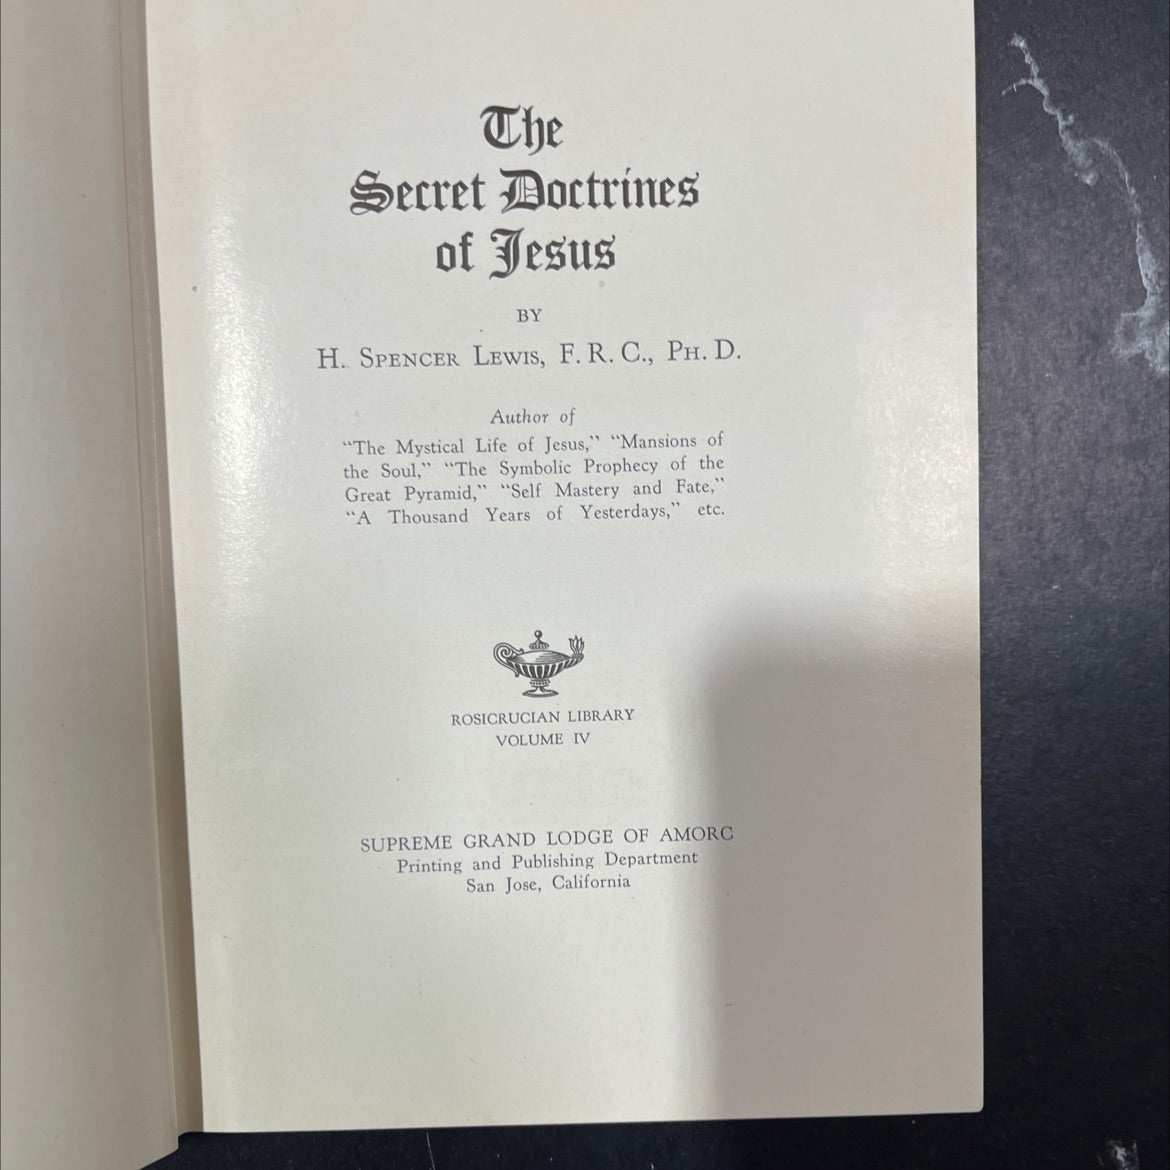 The
Secret Doctrines
of Jesus
BY
H. Spencer Lewis, F. R. C., Ph. D.
Author of
“The Mystical Life of Jesus,” “Mansions of
the Soul,” “The Symbolic Prophecy of the
Great Pyramid,” “Self Mastery and Fate,”
“A Thousand Years of Yesterdays,” etc.
ROSICRUCIAN LIBRARY
VOLUME IV
SUPREME GRAND LODGE OF AMORC
Printing and Publishing Department
San Jose, California